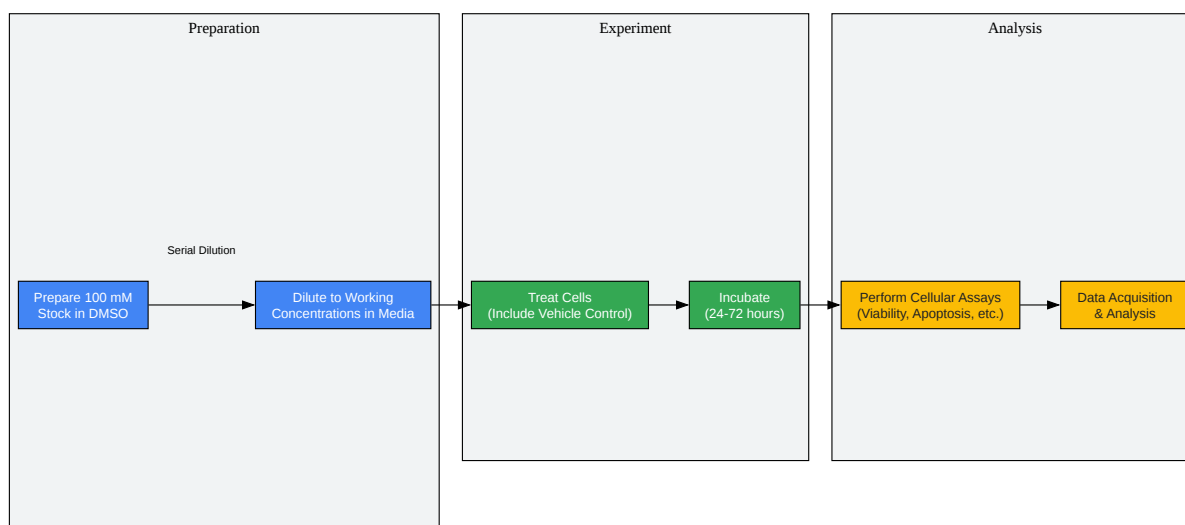 Preparation
Experiment
Analysis
Serial Dilution
Prepare 100 mM
Stock in DMSO
Dilute to Working
Concentrations in Media
Treat Cells
(Include Vehicle Control)
Incubate
(24-72 hours)
Perform Cellular Assays
(Viability, Apoptosis, etc.)
Data Acquisition
& Analysis